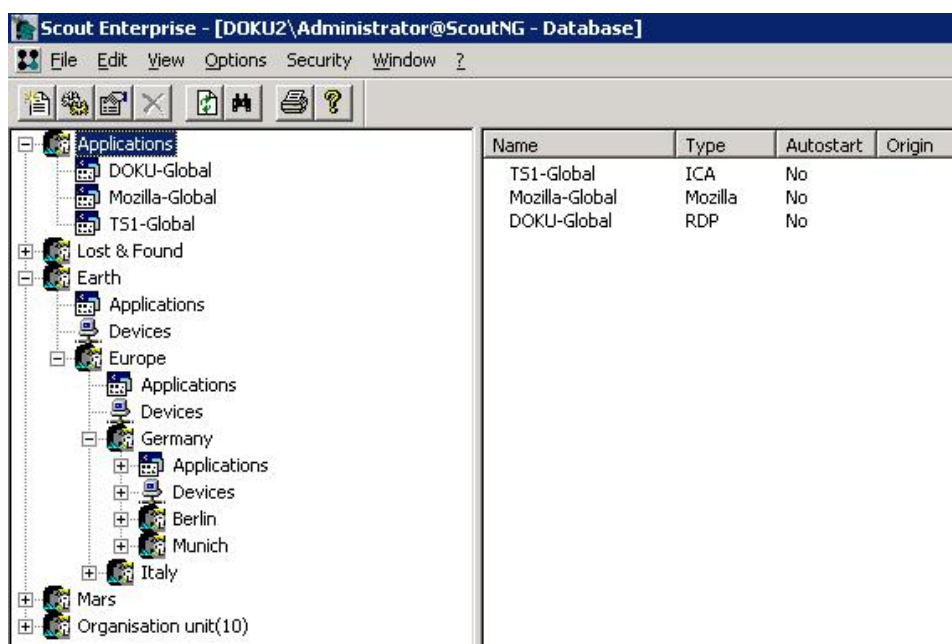 Scout Enterprise - [DOKU2\Administrator@ScoutNG - Database]
File Edit View Options Security Window ?
Applications
DOKU-Global
Mozilla-Global
TS1-Global
Lost & Found
Earth
Applications
Devices
Europe
Applications
Devices
Germany
Applications
Devices
Berlin
Munich
Italy
Mars
Organisation unit(10)
Name Type Autostart Origin
TS1-Global ICA No
Mozilla-Global Mozilla No
DOKU-Global RDP No